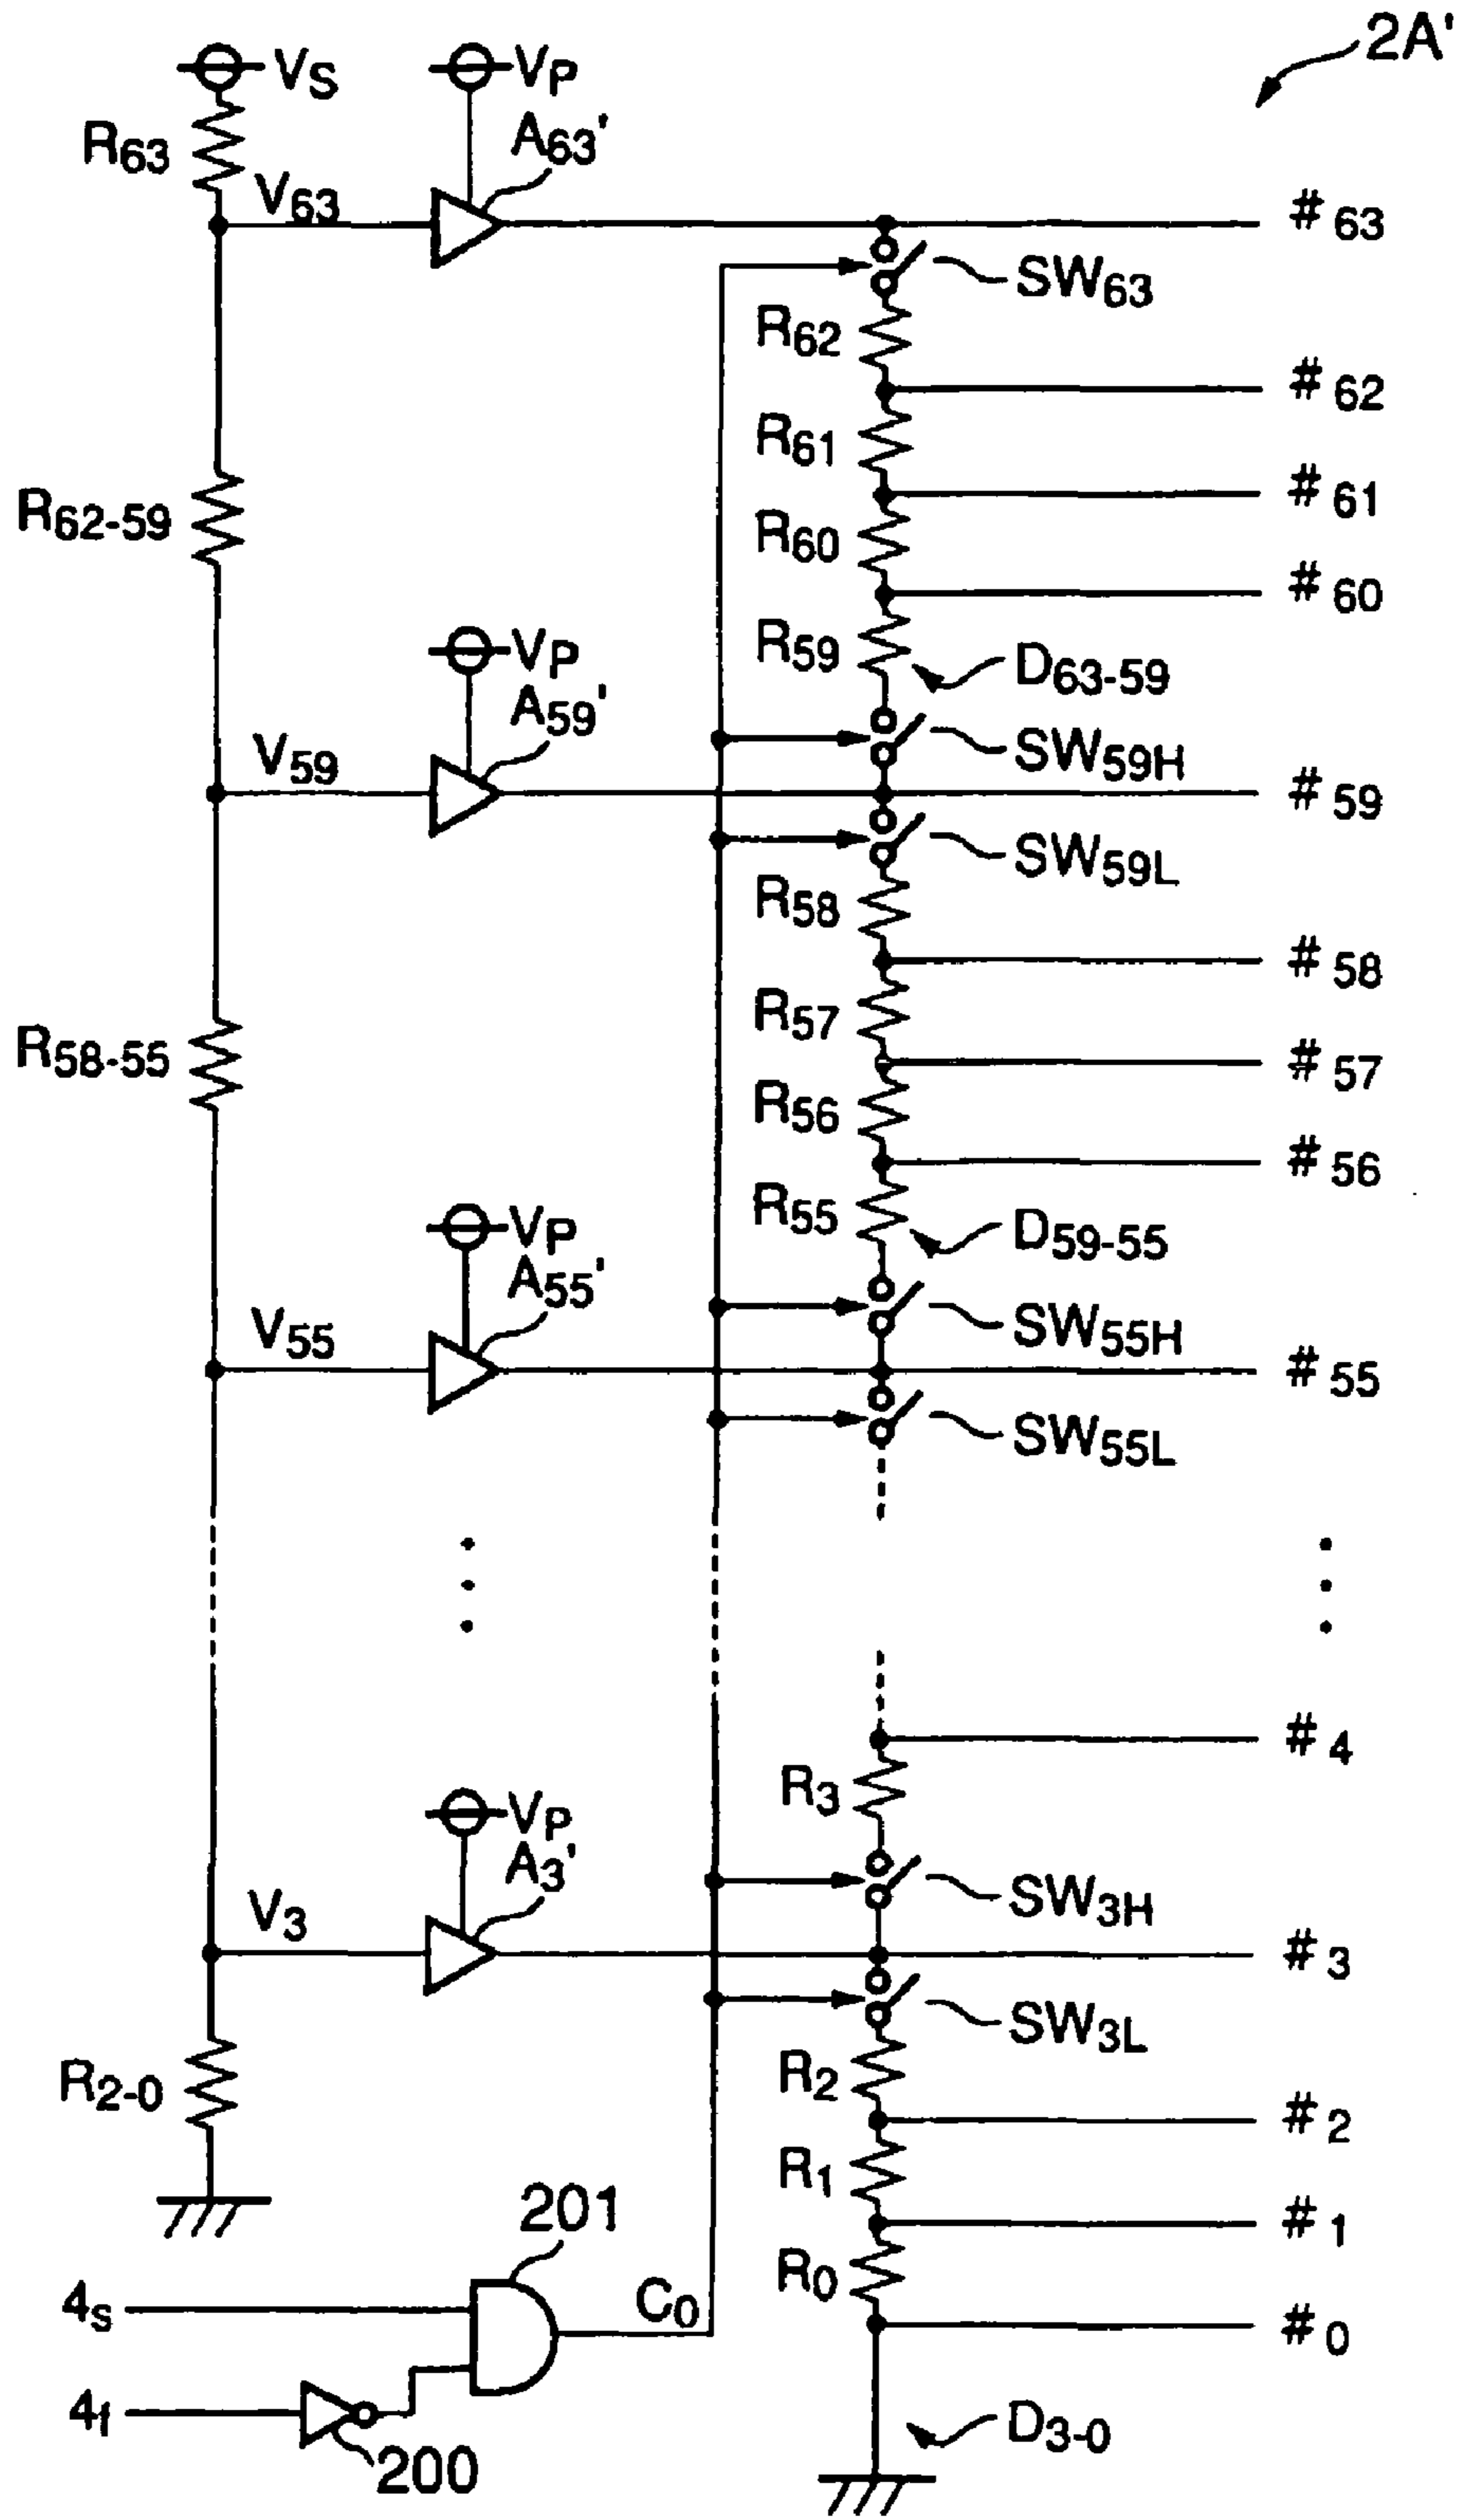 2A'
VS VP
R63 A63'
V63
#63
SW63
R62
#62
R61
#61
R62-59
R60
#60
R59
VP
D63-59
A59'
V59
SW59H
#59
SW59L
R58
#58
R57
R58-55
#57
R56
#56
R55
VP
D59-55
A55'
V55
SW55H
#55
SW55L
#4
R3
VP
A3'
V3
SW3H
#3
SW3L
R2-0
R2
#2
R1
201
#1
R0
4s
C0
#0
4f
D3-0
200